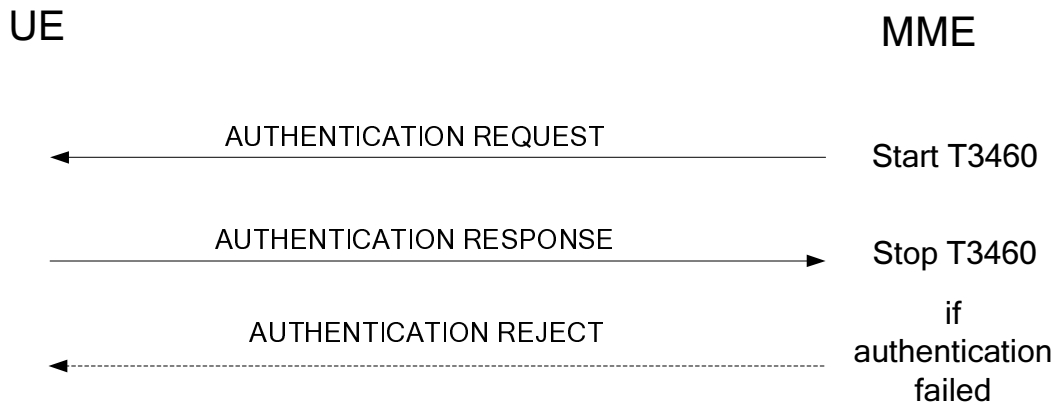 UE
MME
AUTHENTICATION REQUEST
Start T3460
AUTHENTICATION RESPONSE
Stop T3460
AUTHENTICATION REJECT
if
authentication
failed